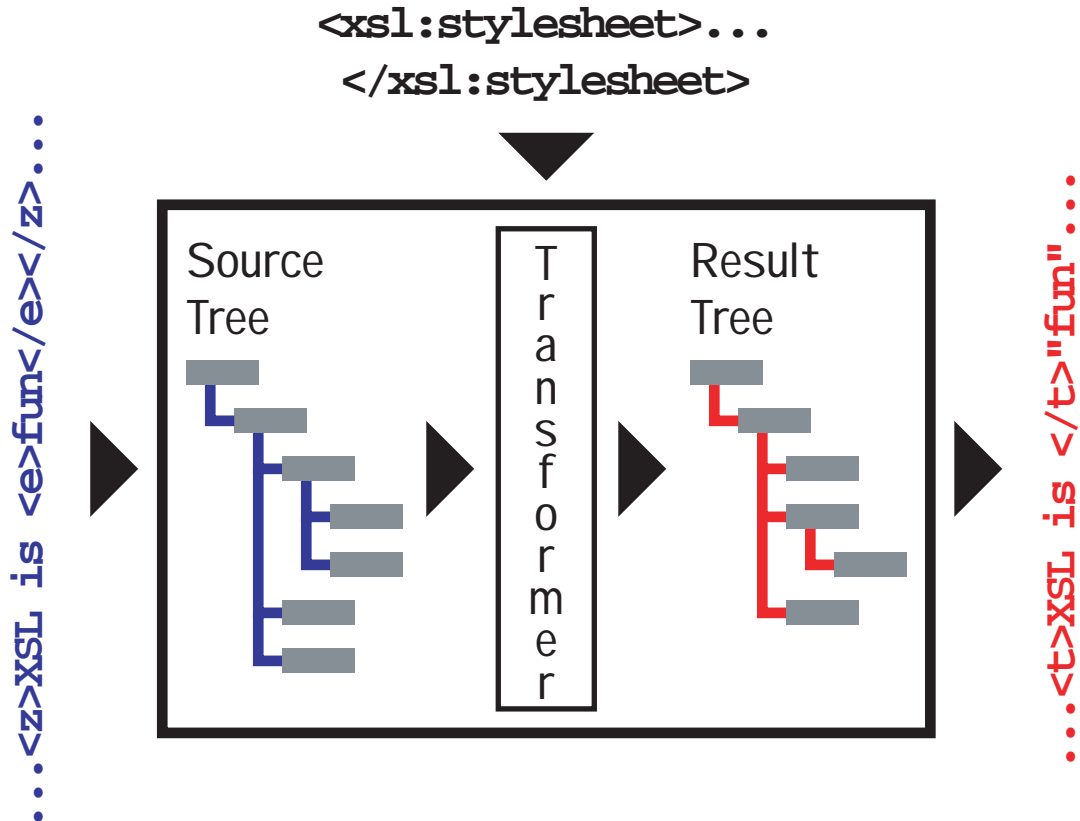 <xsl:stylesheet>...
</xsl:stylesheet>
...<z>XSL is <e>fun</e></z>...
Source
Tree
Transformer
Result
Tree
...<t>XSL is </t>"fun"...